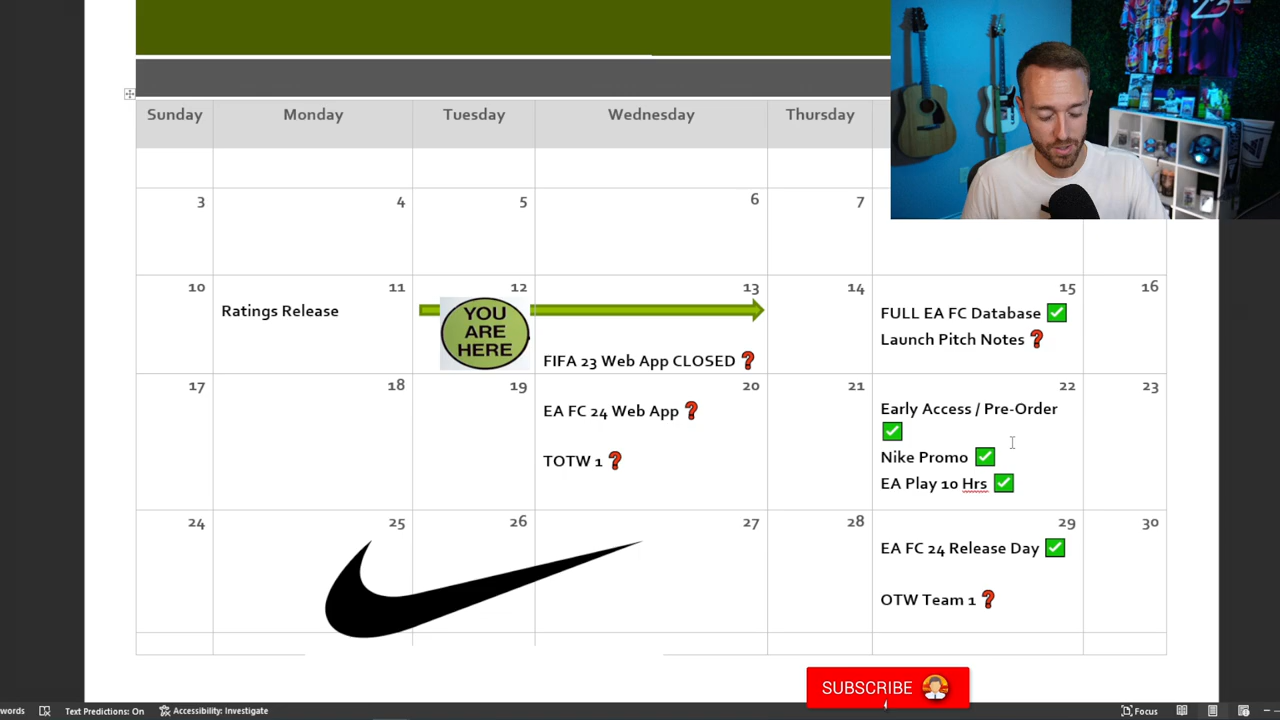 Sunday
Monday
Tuesday
Wednesday
Thursday
3
4
5
6
7
10
11
12
13
14
15
16
Ratings Release
YOU
ARE
HERE
FIFA 23 Web App CLOSED ❓
FULL EA FC Database ✅
Launch Pitch Notes ❓
17
18
19
20
21
22
23
EA FC 24 Web App ❓
TOTW 1 ❓
Early Access / Pre-Order
✅
Nike Promo ✅
EA Play 10 Hrs ✅
24
25
26
27
28
29
30
EA FC 24 Release Day ✅
OTW Team 1 ❓
SUBSCRIBE
words
Text Predictions: On
Accessibility: Investigate
Focus